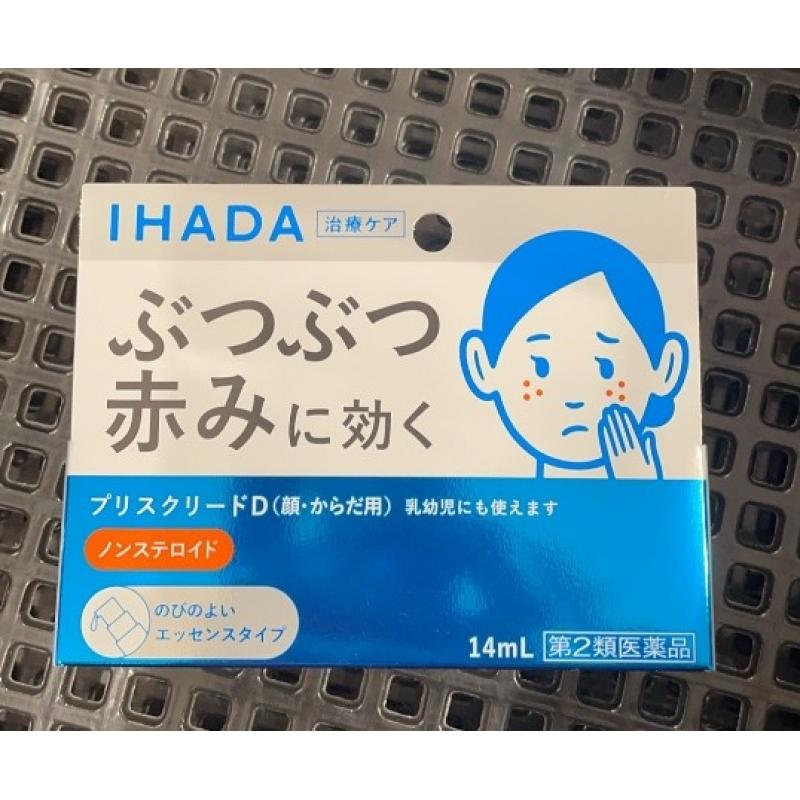 IHADA 治療ケア
ぶつぶつ
赤みに効く
プリスクリードD(顔・からだ用) 乳幼児にも使えます
ノンステロイド
のびのよい
エッセンスタイプ
14mL 第2類医薬品